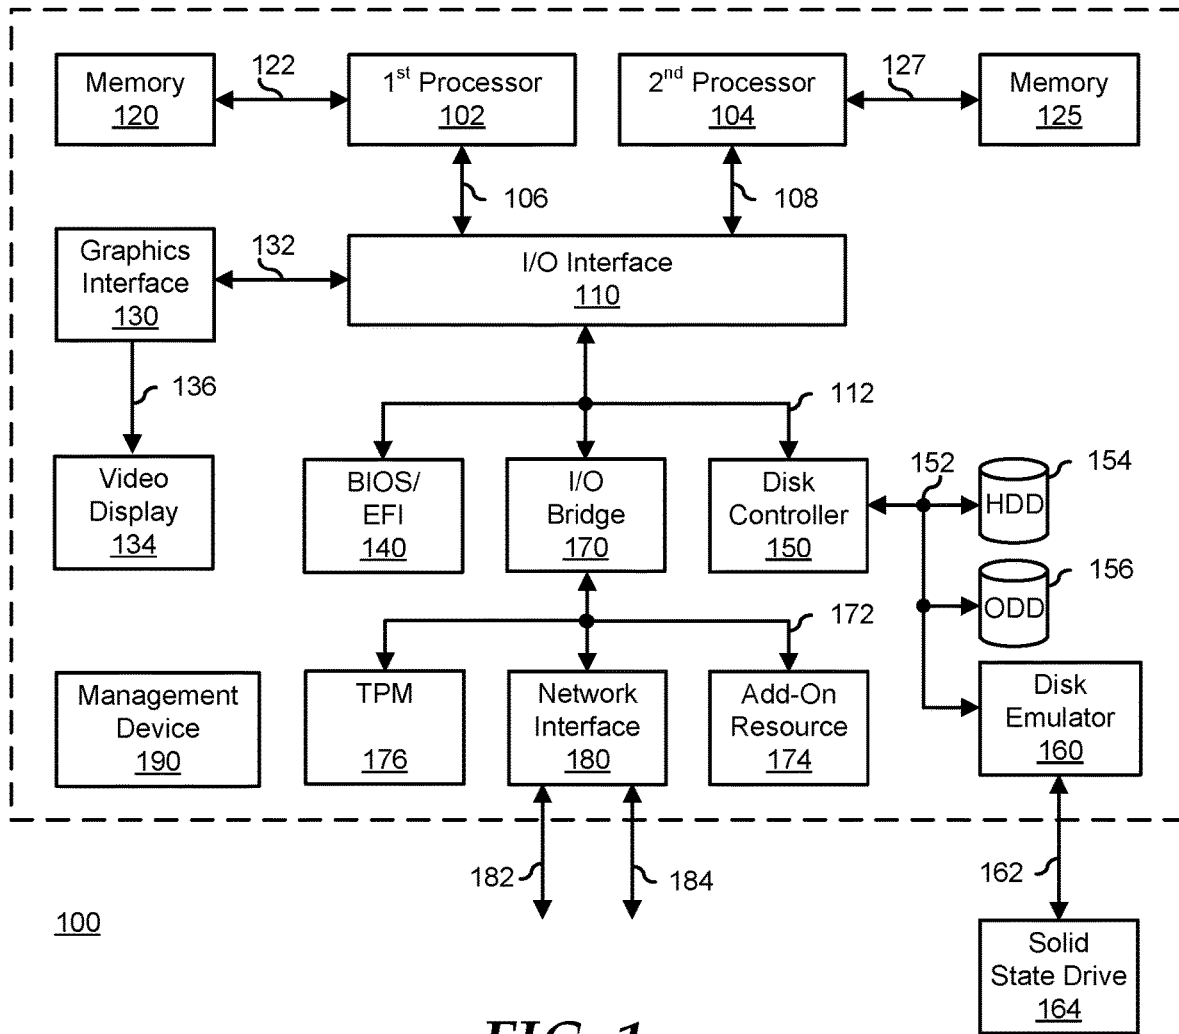 122
127
Memory
120
1st Processor
102
2nd Processor
104
Memory
125
106
108
Graphics
Interface
130
132
I/O Interface
110
136
112
Video
Display
134
BIOS/
EFI
140
I/O
Bridge
170
Disk
Controller
150
152
HDD
154
ODD
156
172
Management
Device
190
TPM
176
Network
Interface
180
Add-On
Resource
174
Disk
Emulator
160
182
184
162
100
Solid
State Drive
164
FIG. 1